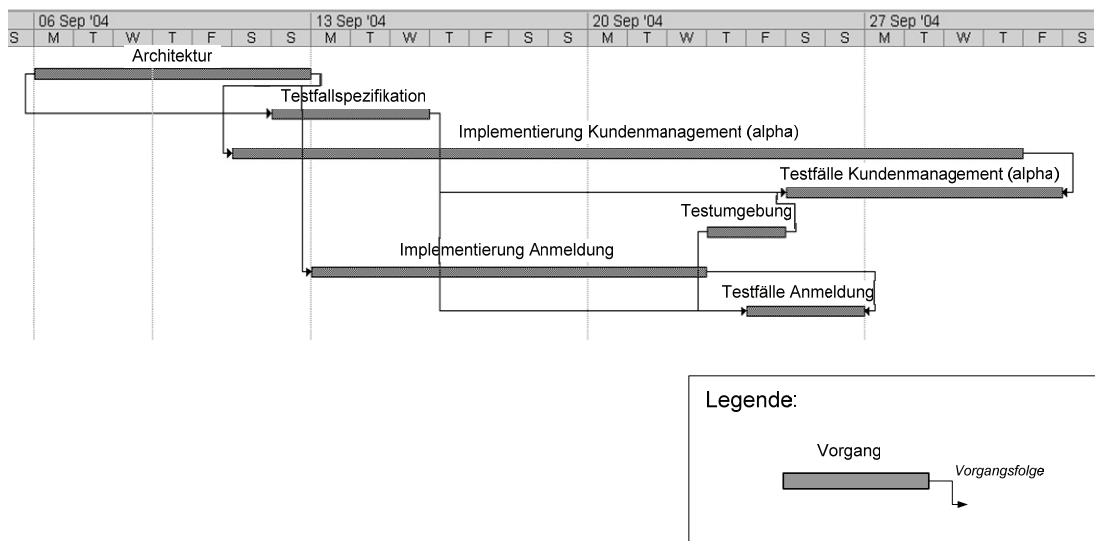 06 Sep '04 13 Sep '04 20 Sep '04 27 Sep '04
S M T W T F S S M T W T F S S M T W T F S S M T W T F S
Architektur
Testfallspezifikation
Implementierung Kundenmanagement (alpha)
Testfälle Kundenmanagement (alpha)
Testumgebung
Implementierung Anmeldung
Testfälle Anmeldung
Legende:
Vorgang
Vorgangsfolge